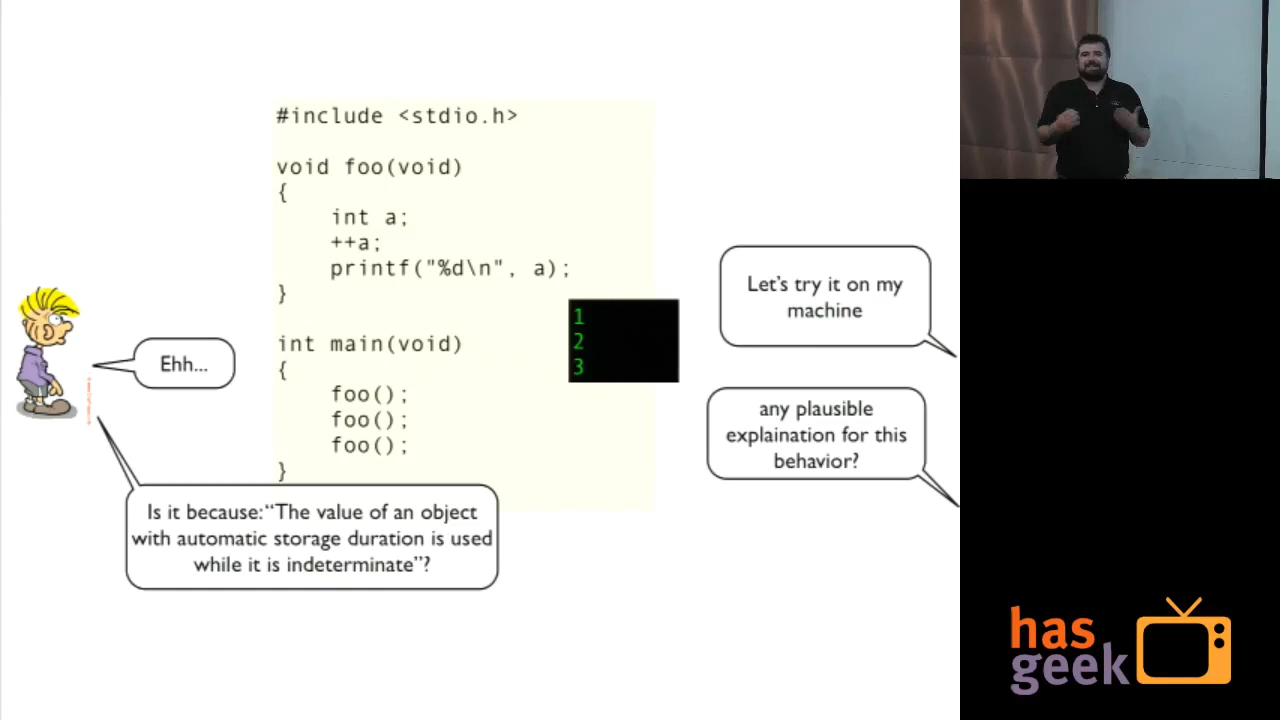 #include <stdio.h>
void foo(void)
{
int a;
++a;
printf("%d\n", a);
}
int main(void)
{
foo();
foo();
foo();
}
1
2
3
Let's try it on my
machine
Ehh...
any plausible
explaination for this
behavior?
Is it because:“The value of an object
with automatic storage duration is used
while it is indeterminate”?
has
geek